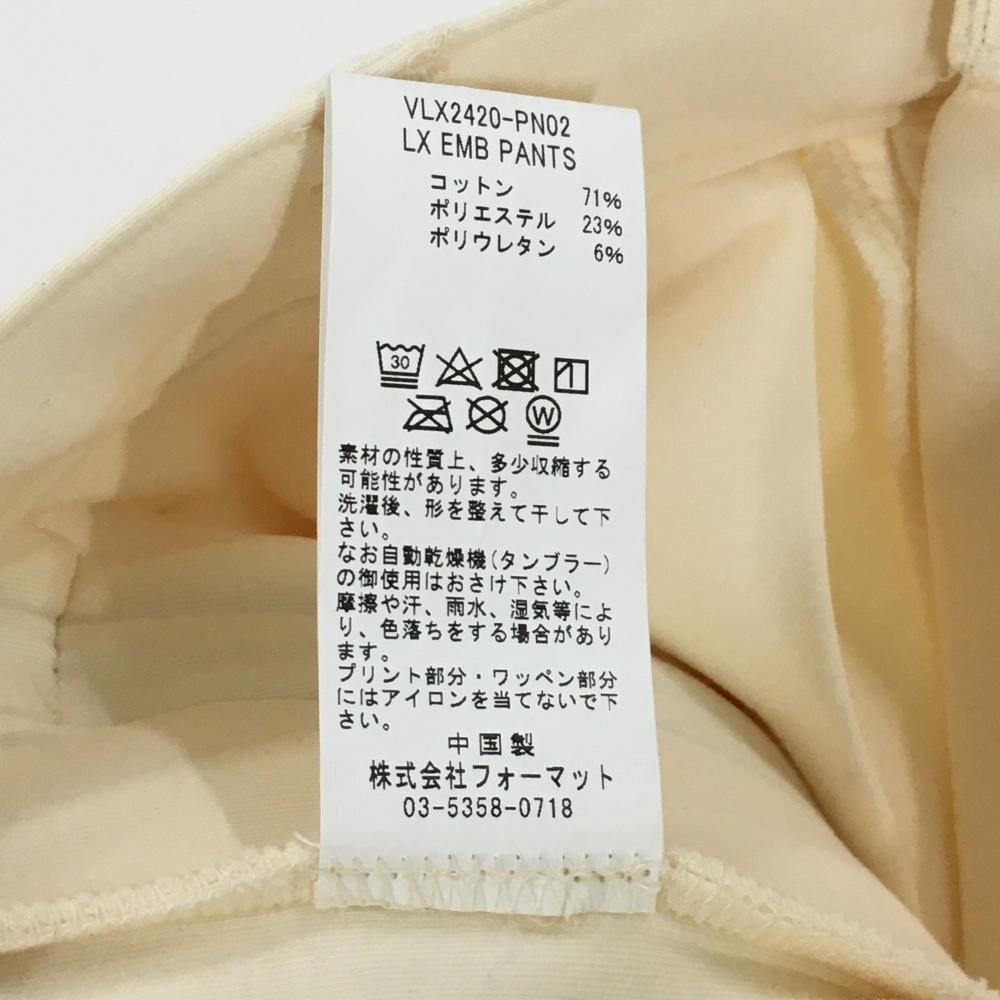 VLX2420-PN02
LX EMB PANTS
コットン 71%
ポリエステル 23%
ポリウレタン 6%
30
W
素材の性質上、多少収縮する
可能性があります。
洗濯後、形を整えて干して下
さい。
なお自動乾燥機(タンブラー)
の御使用はおさけ下さい。
摩擦や汗、雨水、湿気等によ
り、色落ちをする場合があり
ます。
プリント部分・ワッペン部分
にはアイロンを当てないで下
さい。
中国製
株式会社フォーマット
03-5358-0718